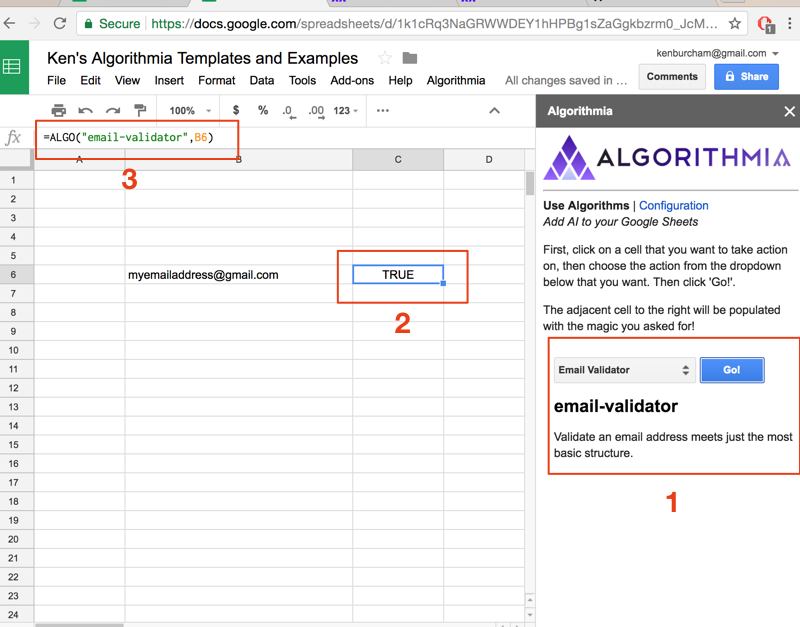 Secure https://docs.google.com/spreadsheets/d/1k1cRq3NaGRWWDEY1hHPBg1sZaGgkbzrm0_JcM...
Ken's Algorithmia Templates and Examples
kenburcham@gmail.com
File Edit View Insert Format Data Tools Add-ons Help Algorithmia All changes saved in ...
Comments Share
100% $ % .0 .00 123 ...
fx =ALGO("email-validator",B6)
A B C D
3
1
2
3
4
5
6 myemailaddress@gmail.com TRUE
7
8
2
9
10
11
12
13
14
15
16
17
18
19
20
21
22
23
24
Algorithmia
ALGORITHMIA
Use Algorithms | Configuration
Add AI to your Google Sheets
First, click on a cell that you want to take action
on, then choose the action from the dropdown
below that you want. Then click 'Go!'.
The adjacent cell to the right will be populated
with the magic you asked for!
Email Validator Go!
email-validator
Validate an email address meets just the most
basic structure.
1